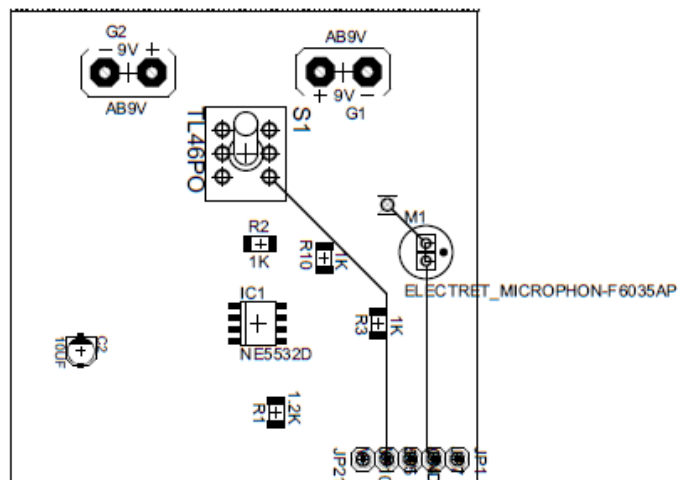 G2
− 9V +
AB9V
AB9V
+ 9V −
G1
S1
TL46PO
M1
ELECTRET_MICROPHON-F6035AP
R2
1K
R10
1K
IC1
NE5532D
R3
1K
C2
10UF
R1
1.2K
JP2
JP1